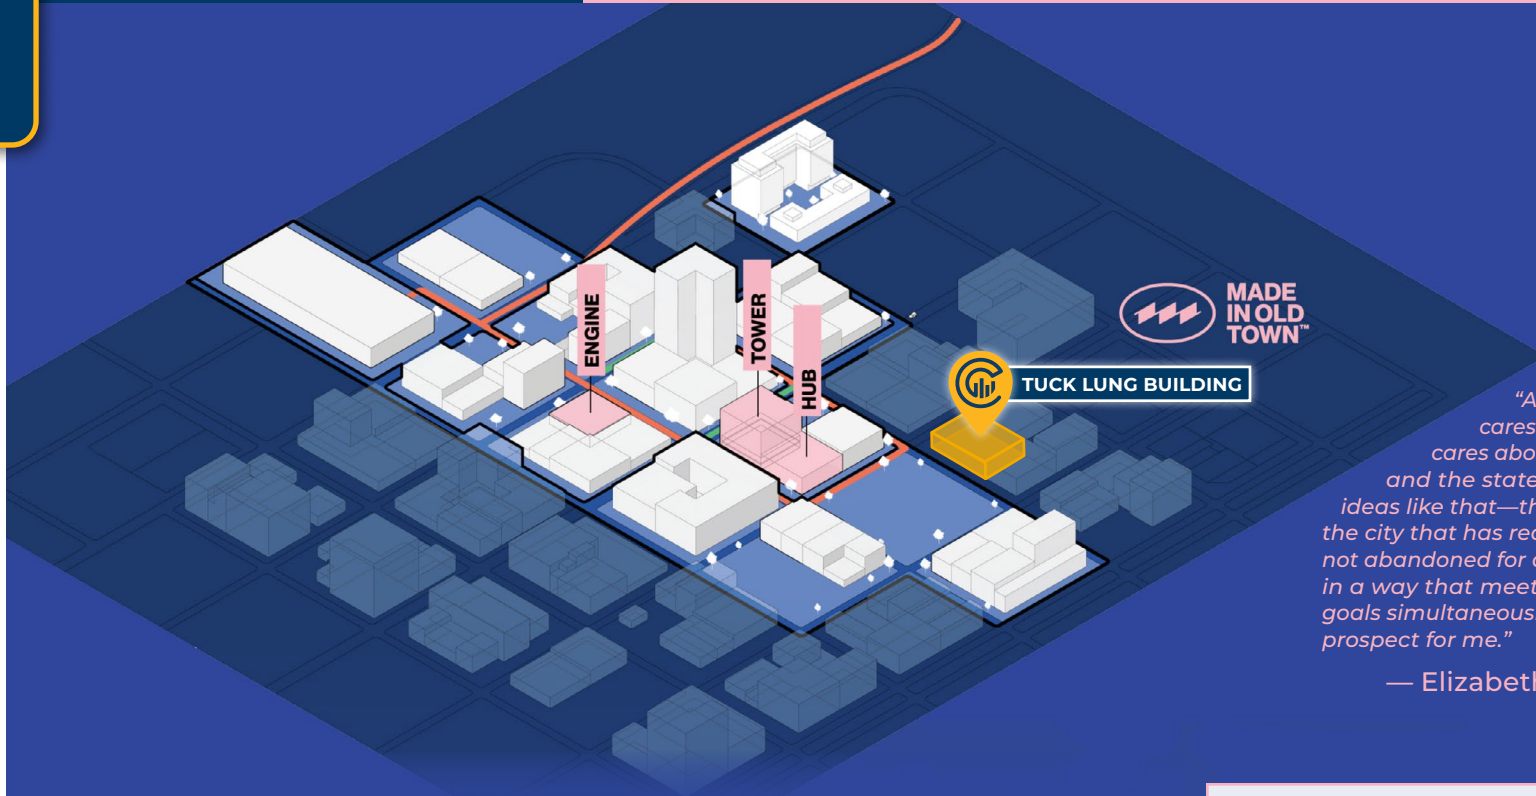 ENGINE
TOWER
HUB
MADE
IN OLD
TOWN™
TUCK LUNG BUILDING
“A
cares
cares abo
and the state
ideas like that—th
the city that has rec
not abandoned for
in a way that meet
goals simultaneous
prospect for me.”
— Elizabeth